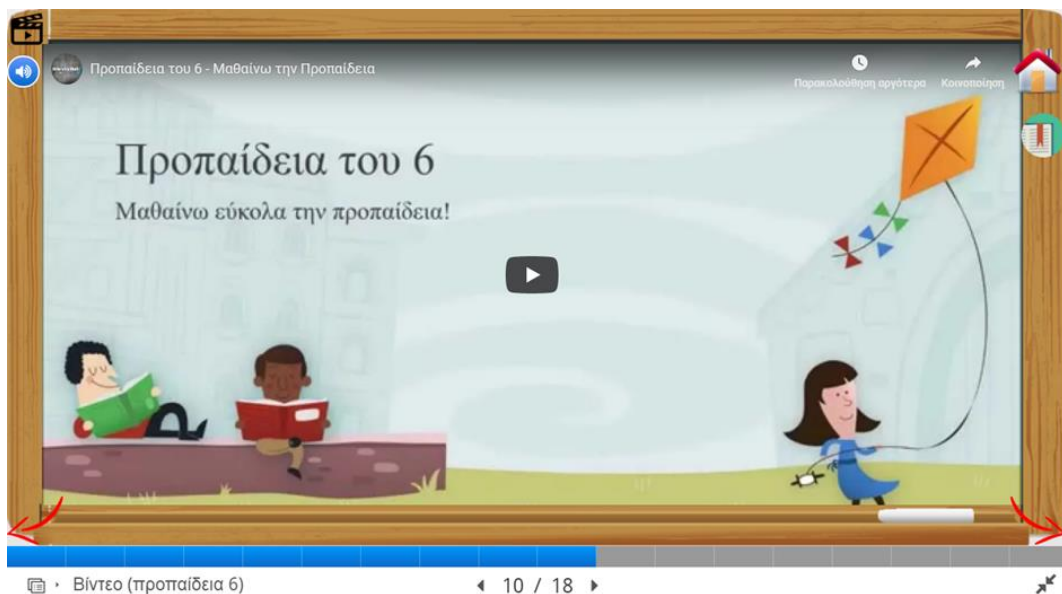 Προπαίδεια του 6 - Μαθαίνω την Προπαίδεια
Παρακολούθηση αργότερα
Κοινοποίηση
Προπαίδεια του 6
Μαθαίνω εύκολα την προπαίδεια!
Βίντεο (προπαίδεια 6)
10 / 18